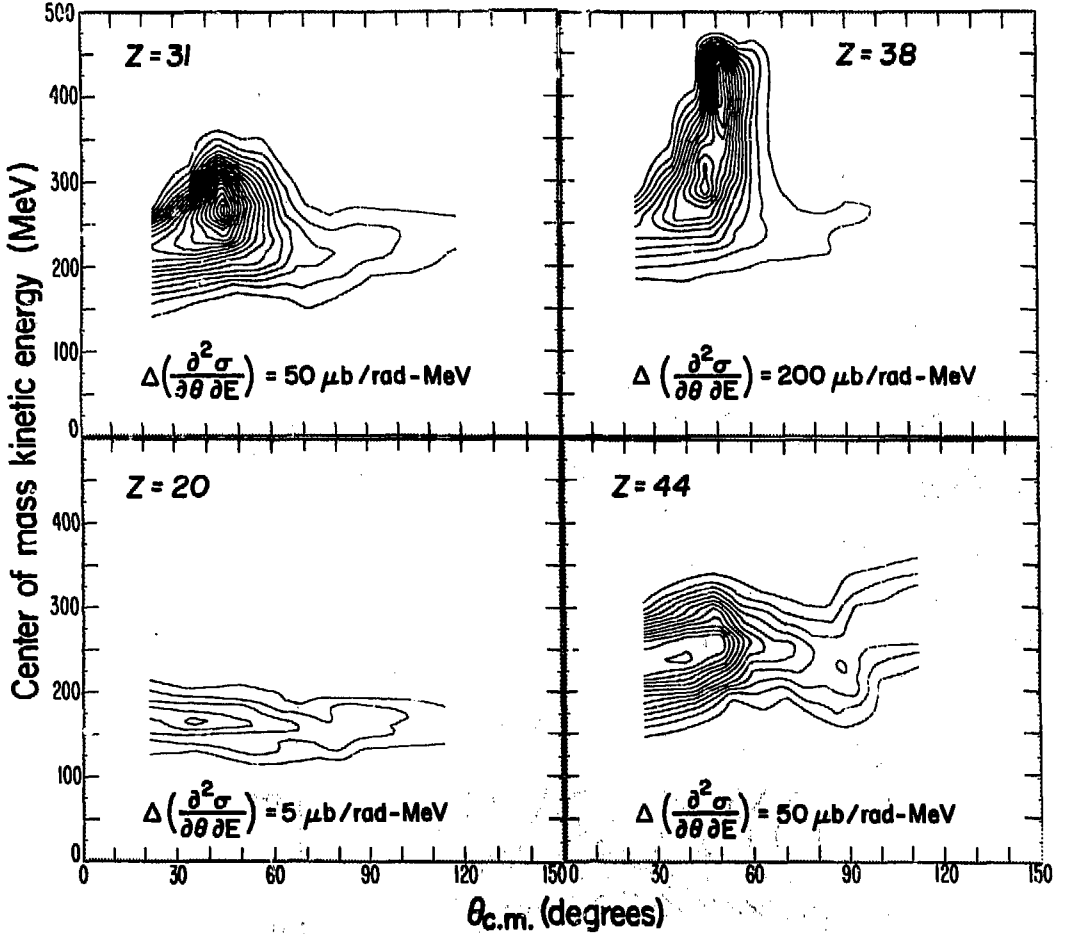 Center of mass kinetic energy (MeV)
500
400
300
200
100
0
Z = 31
Δ(∂²σ/∂θ ∂E) = 50 μb/rad-MeV
Z = 38
Δ(∂²σ/∂θ ∂E) = 200 μb/rad-MeV
400
300
200
100
0
Z = 20
Δ(∂²σ/∂θ ∂E) = 5 μb/rad-MeV
Z = 44
Δ(∂²σ/∂θ ∂E) = 50 μb/rad-MeV
0 30 60 90 120 150 0 30 60 90 120 150
θc.m. (degrees)